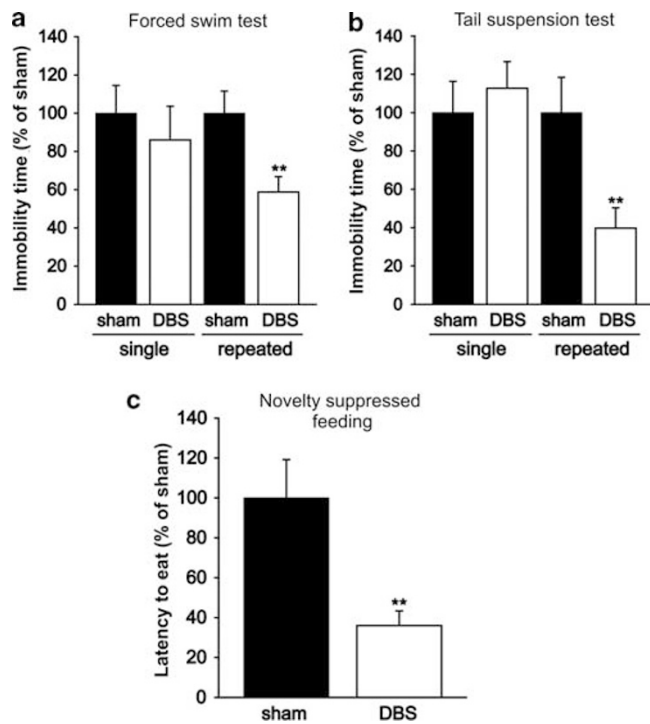 a
Forced swim test
Immobility time (% of sham)
140
120
100
80
60
40
20
0
**
sham DBS sham DBS
single repeated
b
Tail suspension test
Immobility time (% of sham)
140
120
100
80
60
40
20
0
**
sham DBS sham DBS
single repeated
c
Novelty suppressed
feeding
Latency to eat (% of sham)
140
120
100
80
60
40
20
0
**
sham DBS